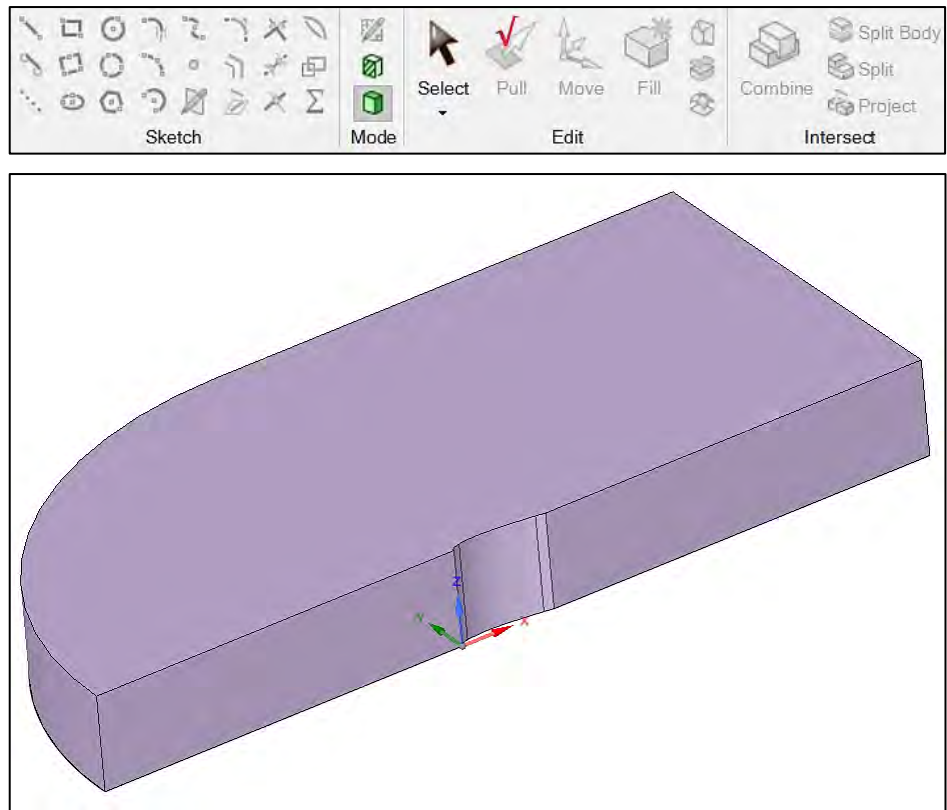 Split Body
Split
Select Pull Move Fill Combine Project
Sketch Mode Edit Intersect
Z
Y
X